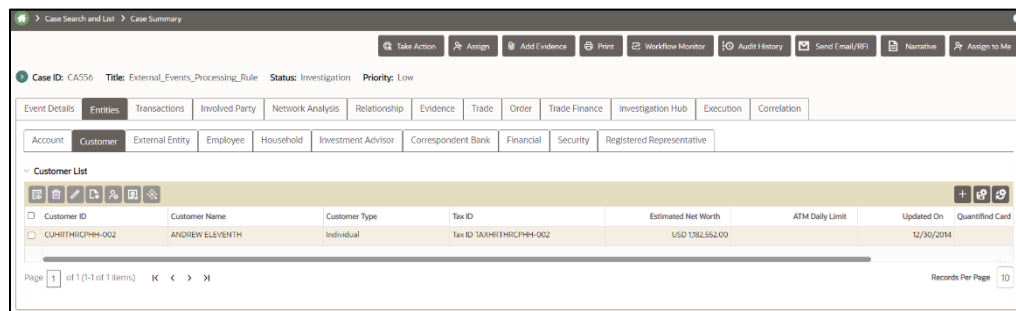 > Case Search and List > Case Summary
Take Action Assign Add Evidence Print Workflow Monitor Audit History Send Email/RFI Narrative Assign to Me
Case ID: CA556 Title: External_Events_Processing_Rule Status: Investigation Priority: Low
Event Details Entities Transactions Involved Party Network Analysis Relationship Evidence Trade Order Trade Finance Investigation Hub Execution Correlation
Account Customer External Entity Employee Household Investment Advisor Correspondent Bank Financial Security Registered Representative
Customer List
Customer ID Customer Name Customer Type Tax ID Estimated Net Worth ATM Daily Limit Updated On Quantifind Card
CUHRTHRCPHH-002 ANDREW ELEVENTH Individual Tax ID TAXHRTHRCPHH-002 USD 1,182,552.00 12/30/2014
Page 1 of 1 (1-1 of 1 items) Records Per Page 10